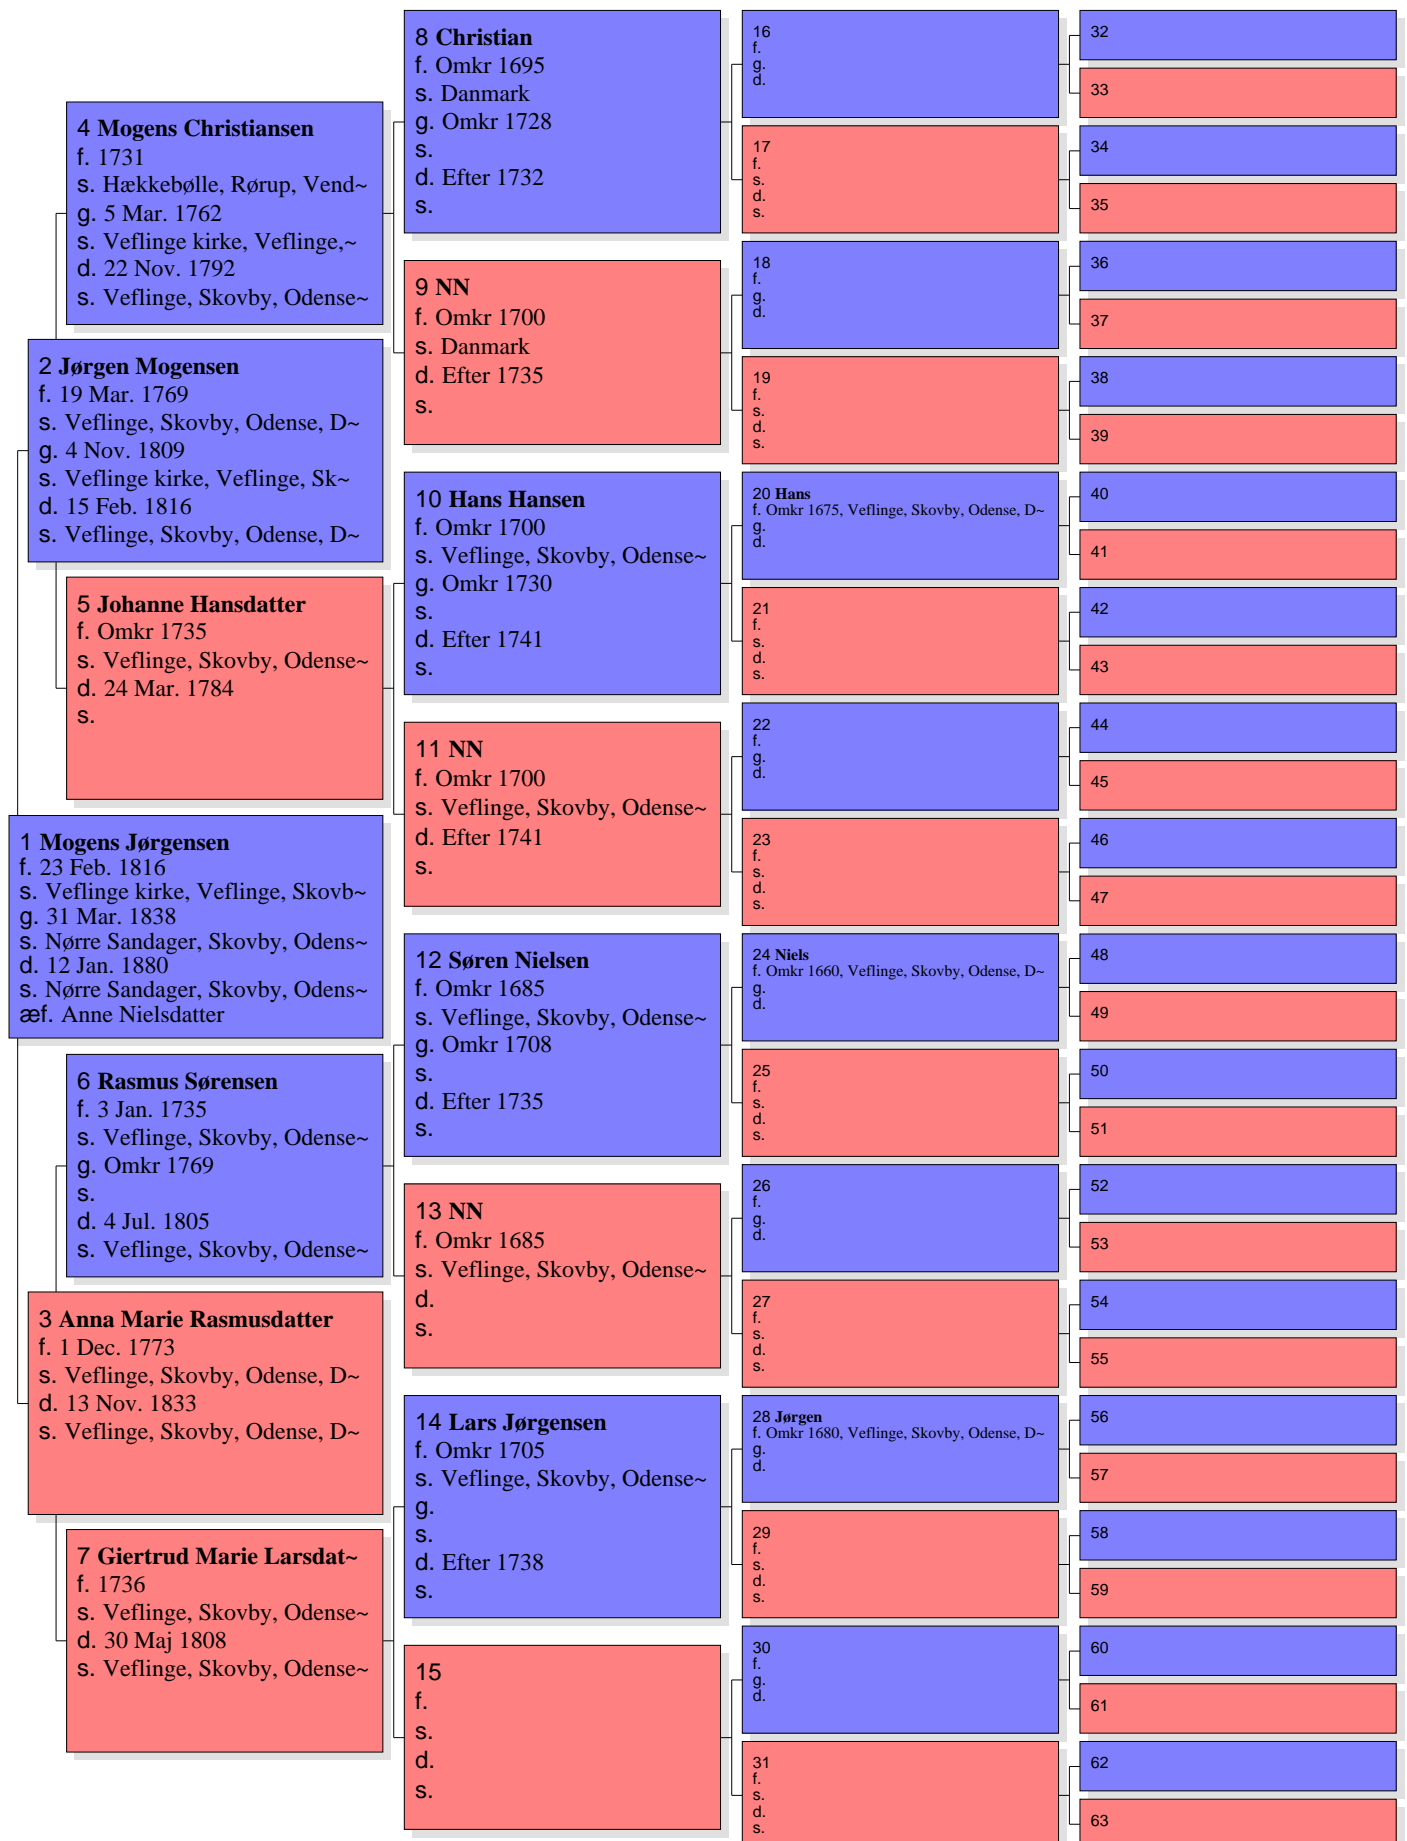 1 Mogens Jørgensen
f. 23 Feb. 1816
s. Veflinge kirke, Veflinge, Skovb~
g. 31 Mar. 1838
s. Nørre Sandager, Skovby, Odens~
d. 12 Jan. 1880
s. Nørre Sandager, Skovby, Odens~
æf. Anne Nielsdatter
2 Jørgen Mogensen
f. 19 Mar. 1769
s. Veflinge, Skovby, Odense, D~
g. 4 Nov. 1809
s. Veflinge kirke, Veflinge, Sk~
d. 15 Feb. 1816
s. Veflinge, Skovby, Odense, D~
3 Anna Marie Rasmusdatter
f. 1 Dec. 1773
s. Veflinge, Skovby, Odense, D~
d. 13 Nov. 1833
s. Veflinge, Skovby, Odense, D~
4 Mogens Christiansen
f. 1731
s. Hækkebølle, Rørup, Vend~
g. 5 Mar. 1762
s. Veflinge kirke, Veflinge,~
d. 22 Nov. 1792
s. Veflinge, Skovby, Odense~
5 Johanne Hansdatter
f. Omkr 1735
s. Veflinge, Skovby, Odense~
d. 24 Mar. 1784
s.
6 Rasmus Sørensen
f. 3 Jan. 1735
s. Veflinge, Skovby, Odense~
g. Omkr 1769
s.
d. 4 Jul. 1805
s. Veflinge, Skovby, Odense~
7 Giertrud Marie Larsdat~
f. 1736
s. Veflinge, Skovby, Odense~
d. 30 Maj 1808
s. Veflinge, Skovby, Odense~
8 Christian
f. Omkr 1695
s. Danmark
g. Omkr 1728
s.
d. Efter 1732
s.
9 NN
f. Omkr 1700
s. Danmark
d. Efter 1735
s.
10 Hans Hansen
f. Omkr 1700
s. Veflinge, Skovby, Odense~
g. Omkr 1730
s.
d. Efter 1741
s.
11 NN
f. Omkr 1700
s. Veflinge, Skovby, Odense~
d. Efter 1741
s.
12 Søren Nielsen
f. Omkr 1685
s. Veflinge, Skovby, Odense~
g. Omkr 1708
s.
d. Efter 1735
s.
13 NN
f. Omkr 1685
s. Veflinge, Skovby, Odense~
d.
s.
14 Lars Jørgensen
f. Omkr 1705
s. Veflinge, Skovby, Odense~
g.
s.
d. Efter 1738
s.
15
f.
s.
d.
s.
16
f.
g.
d.
17
f.
s.
d.
s.
18
f.
g.
d.
19
f.
s.
d.
s.
20 Hans
f. Omkr 1675, Veflinge, Skovby, Odense, D~
g.
d.
21
f.
s.
d.
s.
22
f.
g.
d.
23
f.
s.
d.
s.
24 Niels
f. Omkr 1660, Veflinge, Skovby, Odense, D~
g.
d.
25
f.
s.
d.
s.
26
f.
g.
d.
27
f.
s.
d.
s.
28 Jørgen
f. Omkr 1680, Veflinge, Skovby, Odense, D~
g.
d.
29
f.
s.
d.
s.
30
f.
g.
d.
31
f.
s.
d.
s.
32
33
34
35
36
37
38
39
40
41
42
43
44
45
46
47
48
49
50
51
52
53
54
55
56
57
58
59
60
61
62
63